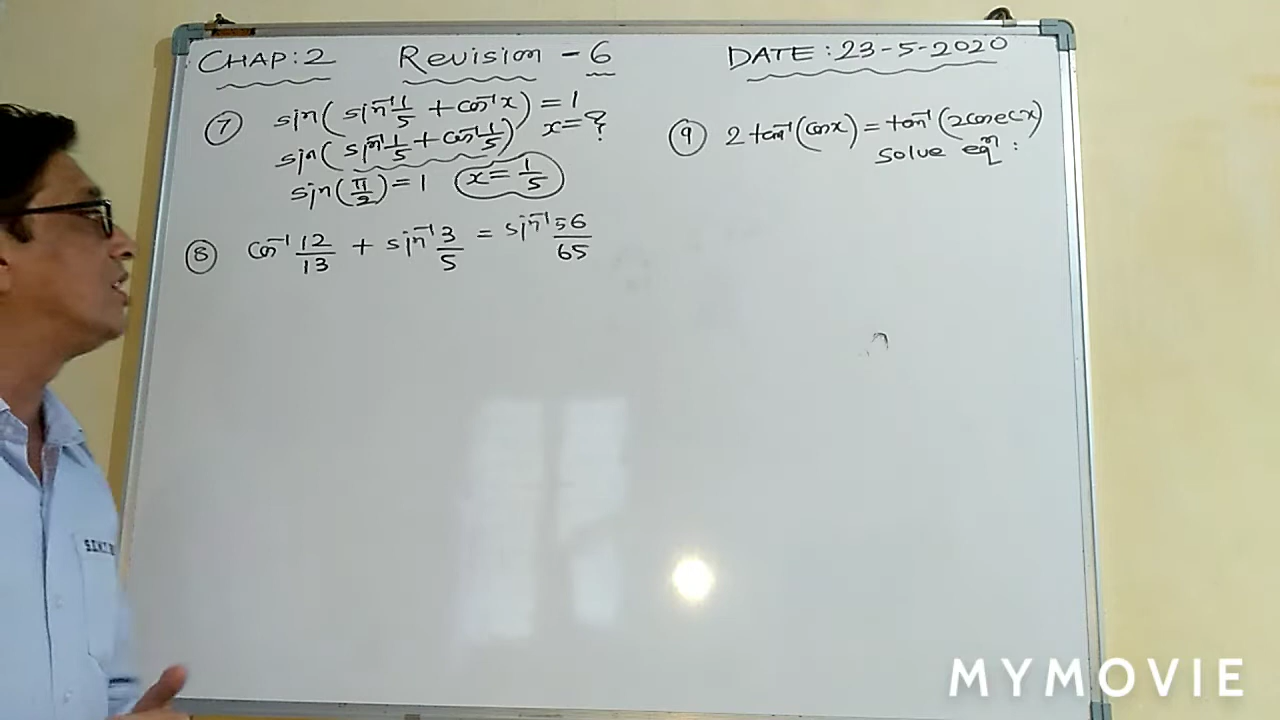 CHAP:2 Revision - 6 DATE: 23-5-2020
⑦ sin(sin⁻¹ 1/5 + cos⁻¹ x) = 1
sin(sin⁻¹ 1/5 + cos⁻¹ 1/5) x = ?
sin(π/2) = 1 x = 1/5
⑧ cos⁻¹ 12/13 + sin⁻¹ 3/5 = sin⁻¹ 56/65
⑨ 2 tan⁻¹(cosx) = tan⁻¹(2cosecx)
solve eqⁿ :
MYMOVIE